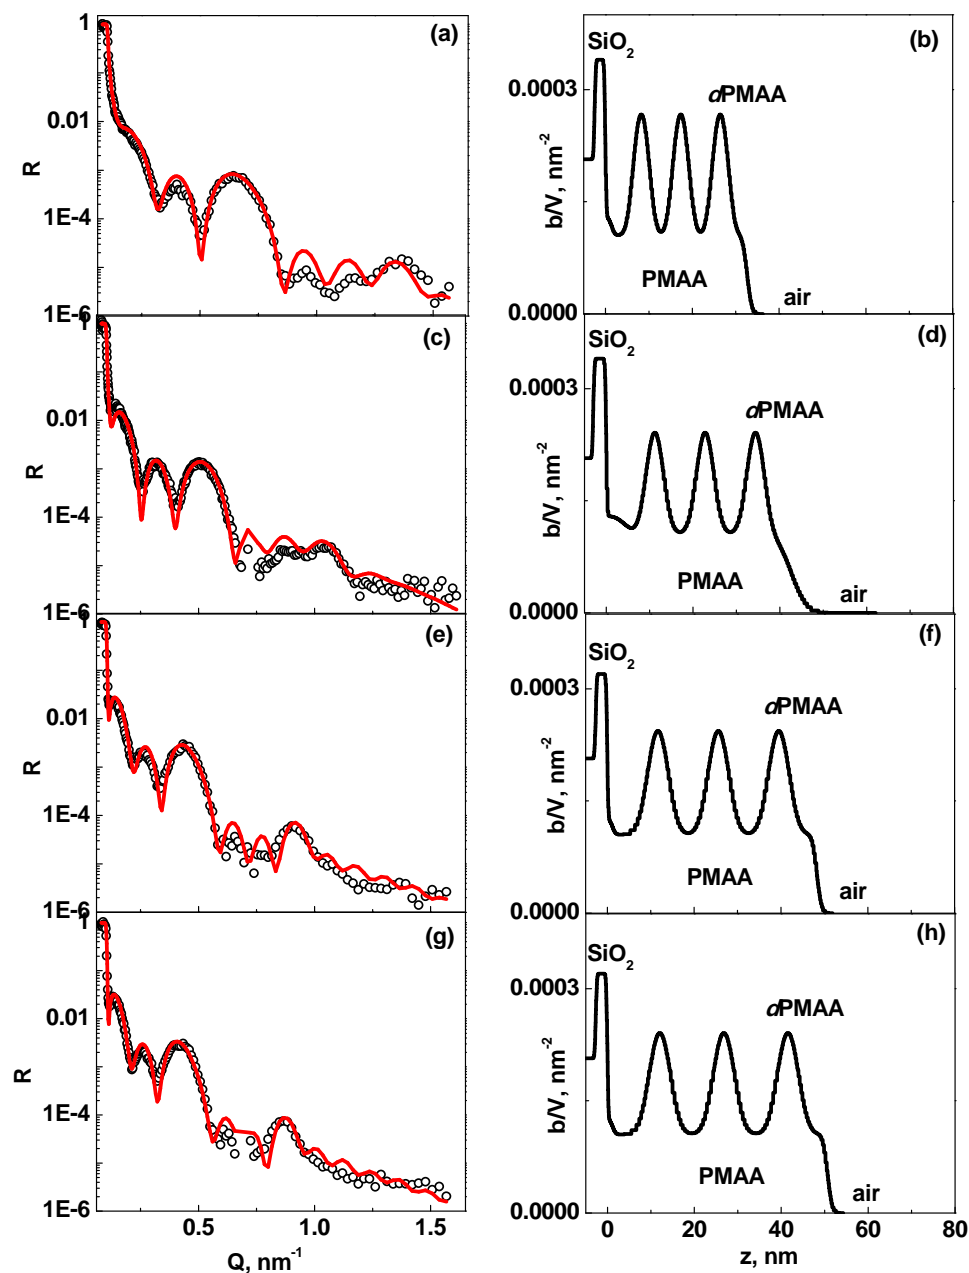 1
0.01
1E-4
1E-6
R
(a)
0.0003
0.0000
b/V, nm⁻²
SiO₂
dPMAA
PMAA
air
(b)
0.01
1E-4
1E-6
R
(c)
0.0003
0.0000
b/V, nm⁻²
SiO₂
dPMAA
PMAA
air
(d)
1
0.01
1E-4
1E-6
R
(e)
0.0003
0.0000
b/V, nm⁻²
SiO₂
dPMAA
PMAA
air
(f)
1
0.01
1E-4
1E-6
R
(g)
0.5 1.0 1.5
Q, nm⁻¹
0.0003
0.0000
b/V, nm⁻²
SiO₂
dPMAA
PMAA
air
(h)
0 20 40 60 80
z, nm